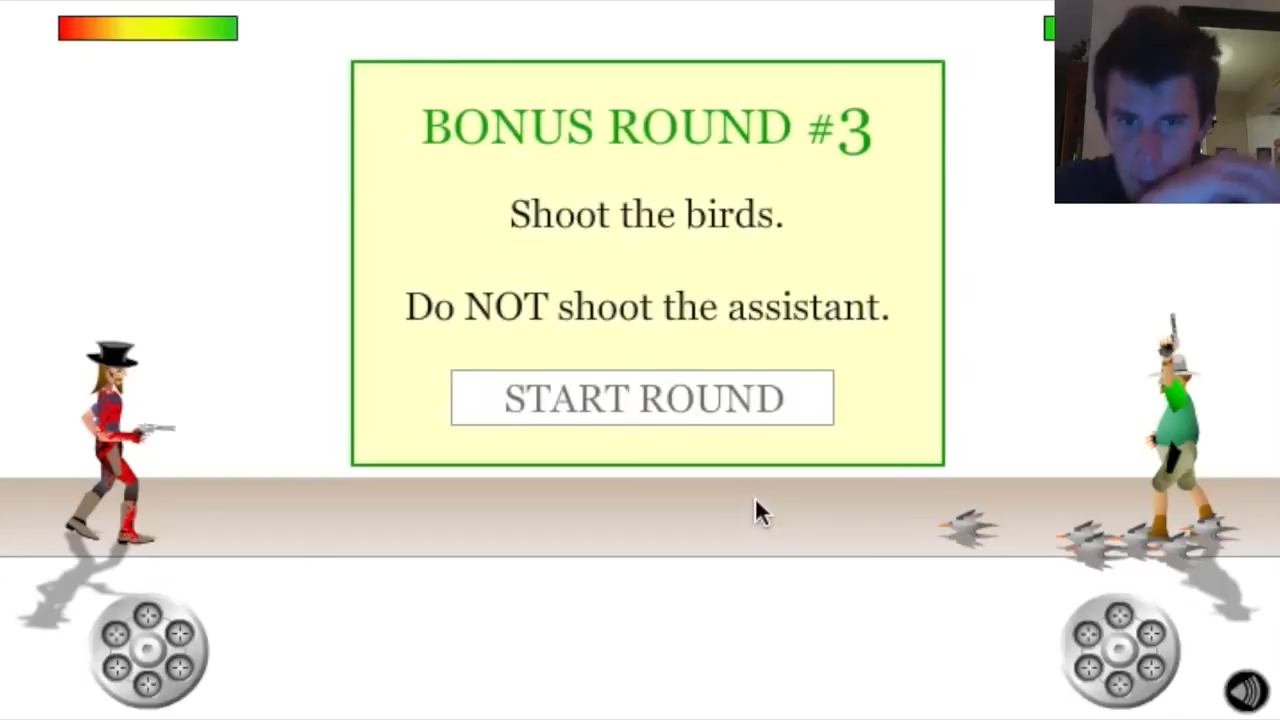 BONUS ROUND #3
Shoot the birds.
Do NOT shoot the assistant.
START ROUND